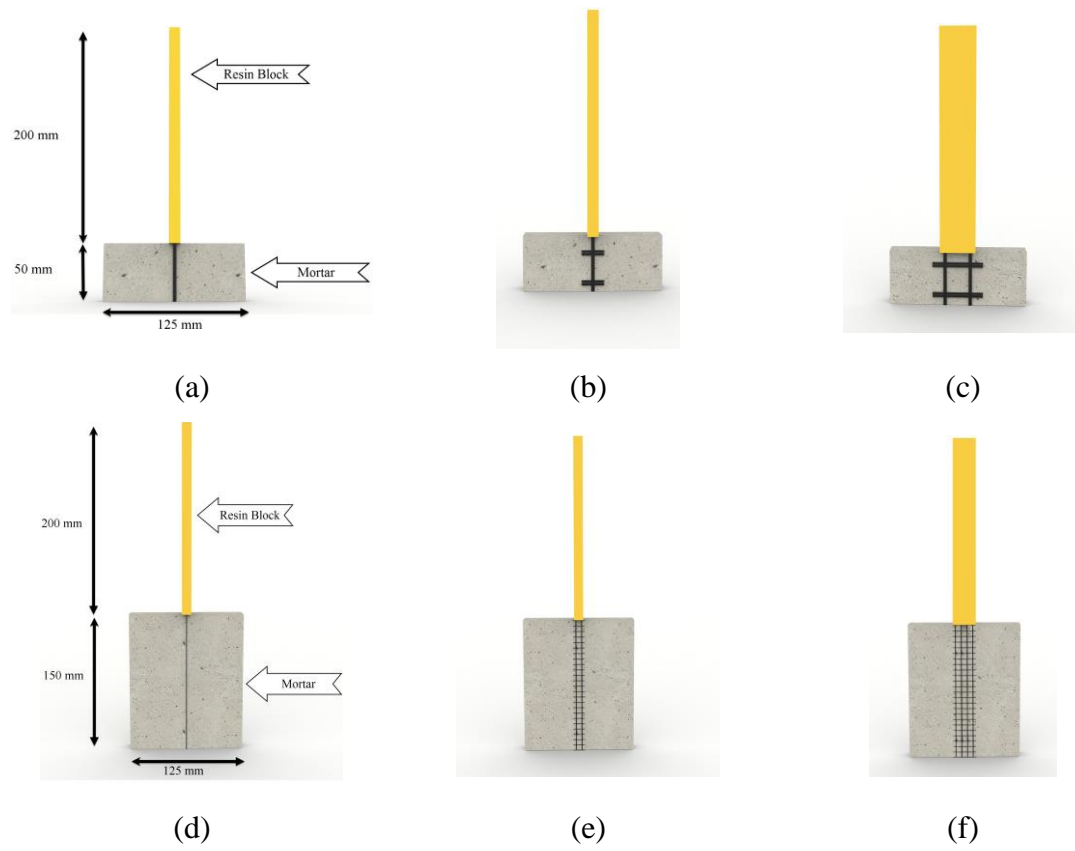 Resin Block
200 mm
50 mm
Mortar
125 mm
(a)
(b)
(c)
Resin Block
200 mm
150 mm
Mortar
125 mm
(d)
(e)
(f)